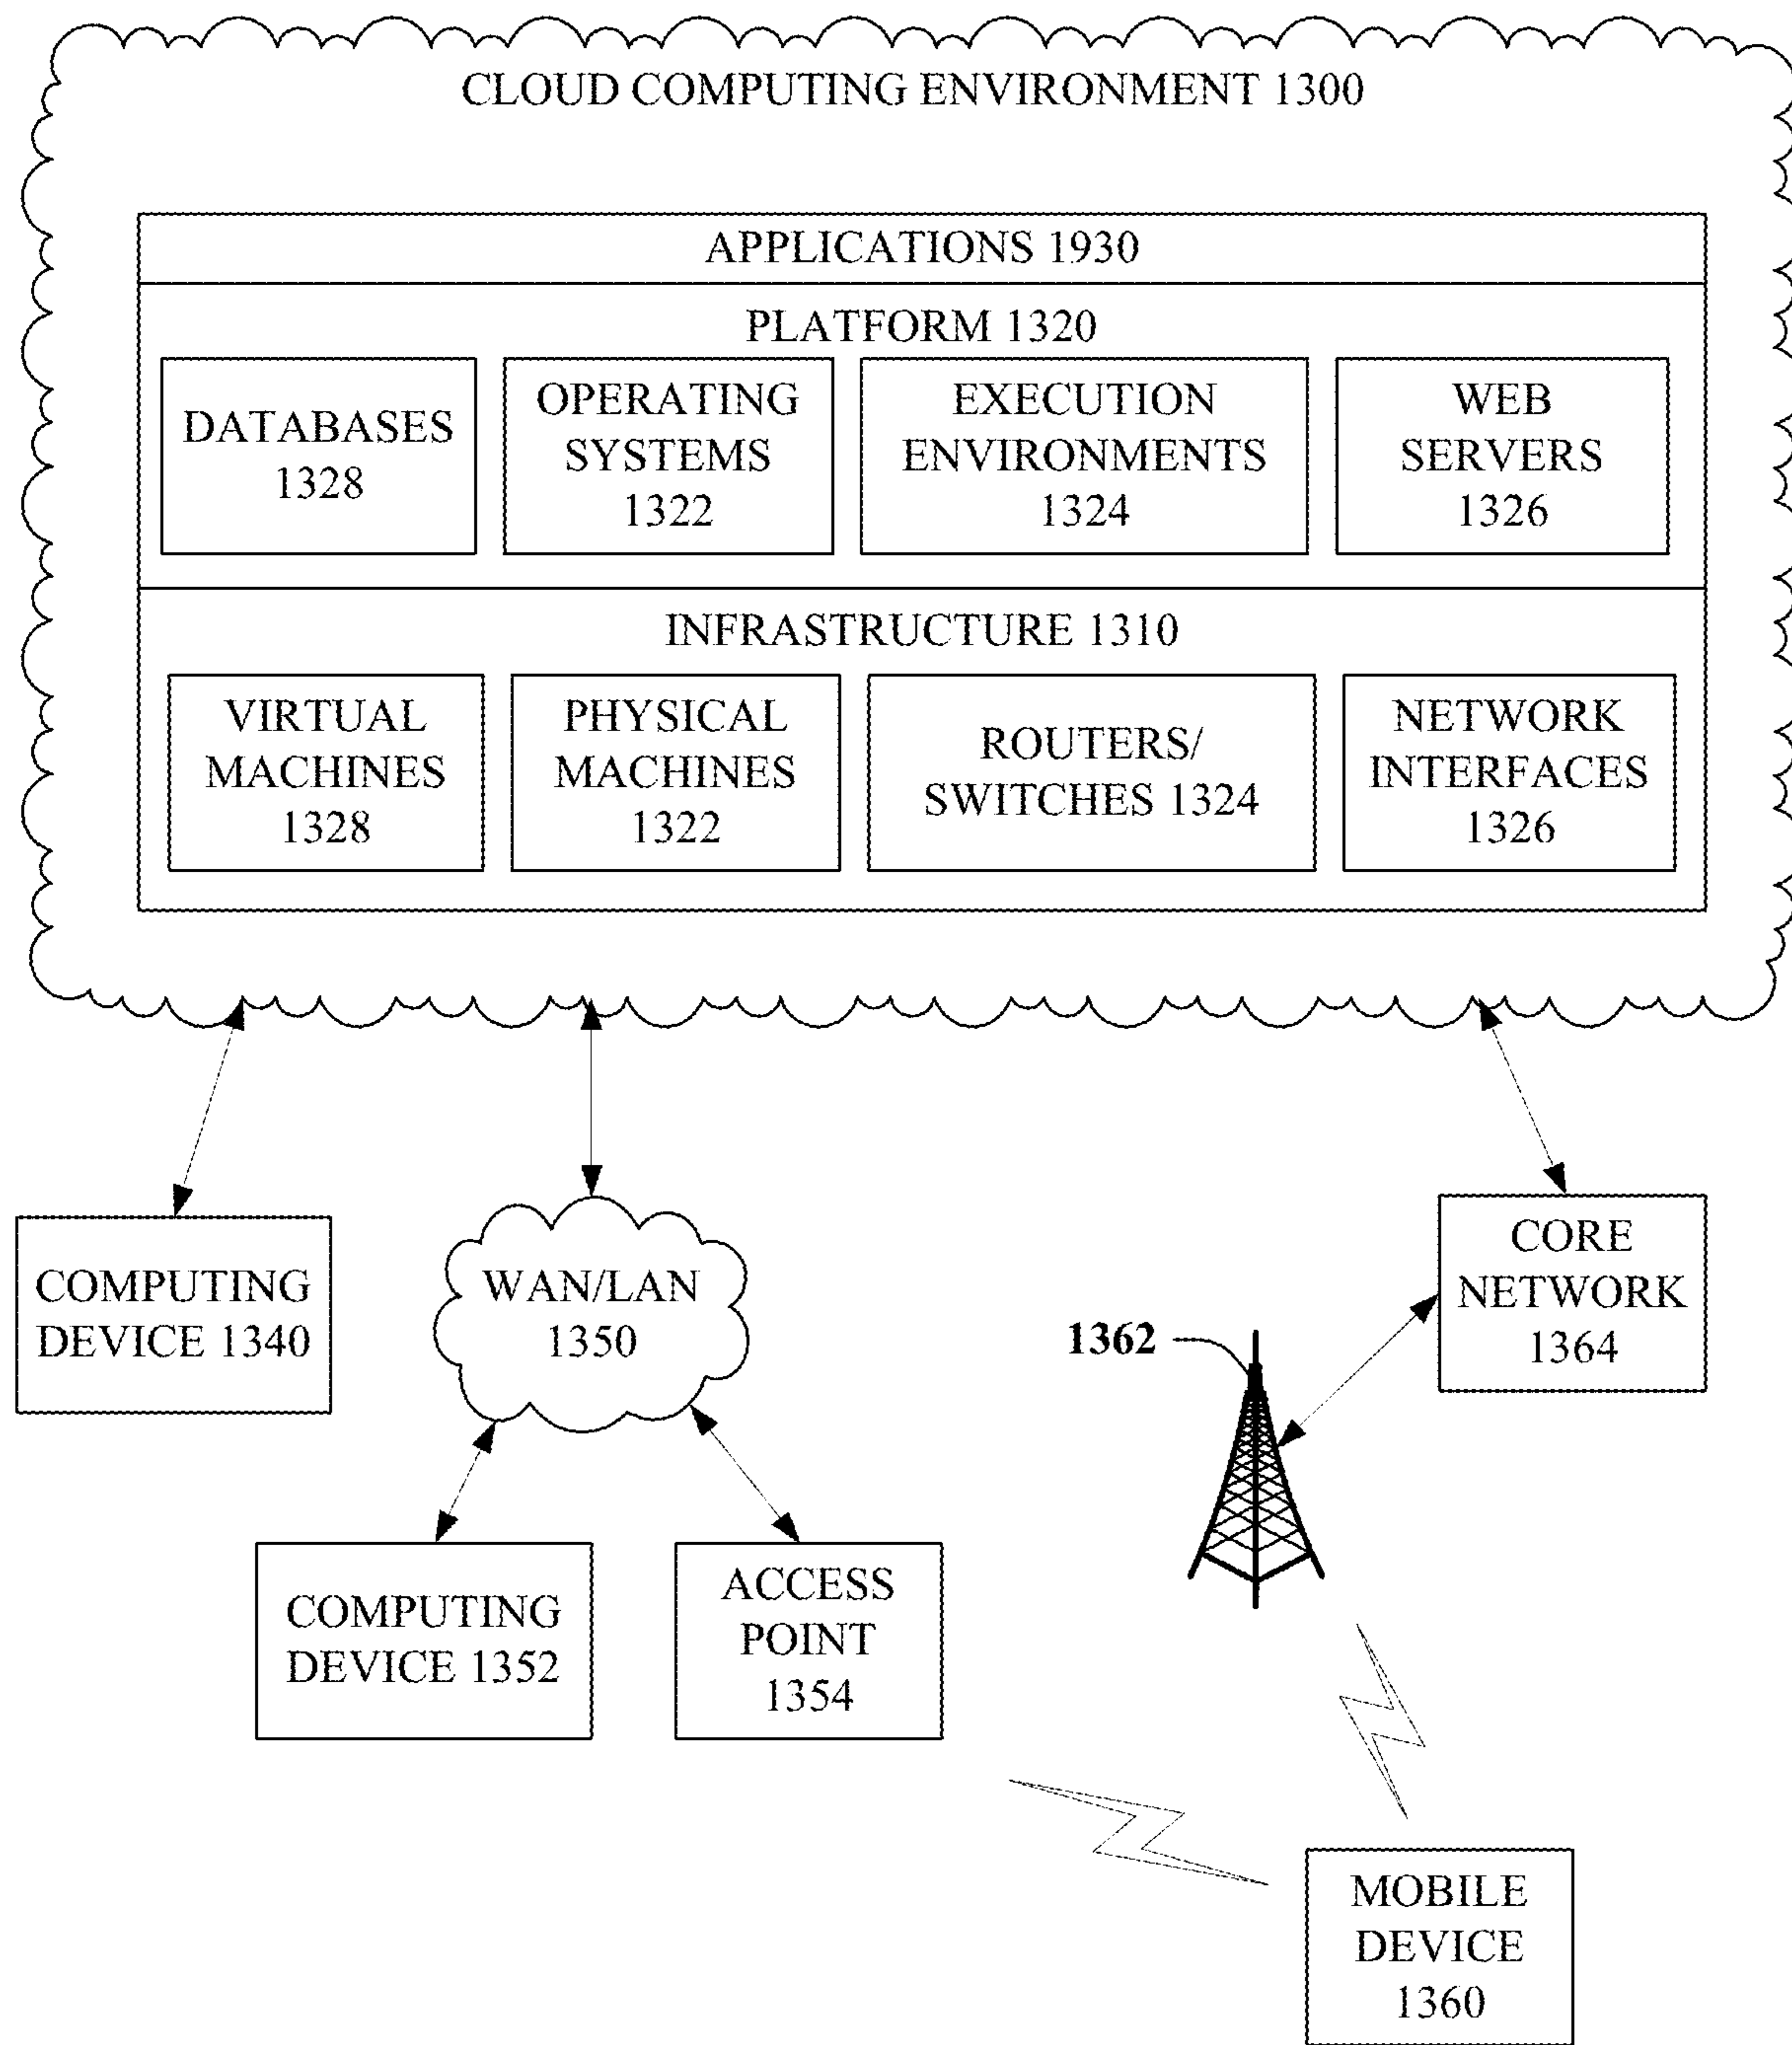 CLOUD COMPUTING ENVIRONMENT 1300
APPLICATIONS 1930
PLATFORM 1320
DATABASES
1328
OPERATING
SYSTEMS
1322
EXECUTION
ENVIRONMENTS
1324
WEB
SERVERS
1326
INFRASTRUCTURE 1310
VIRTUAL
MACHINES
1328
PHYSICAL
MACHINES
1322
ROUTERS/
SWITCHES 1324
NETWORK
INTERFACES
1326
COMPUTING
DEVICE 1340
WAN/LAN
1350
CORE
NETWORK
1364
1362
COMPUTING
DEVICE 1352
ACCESS
POINT
1354
MOBILE
DEVICE
1360